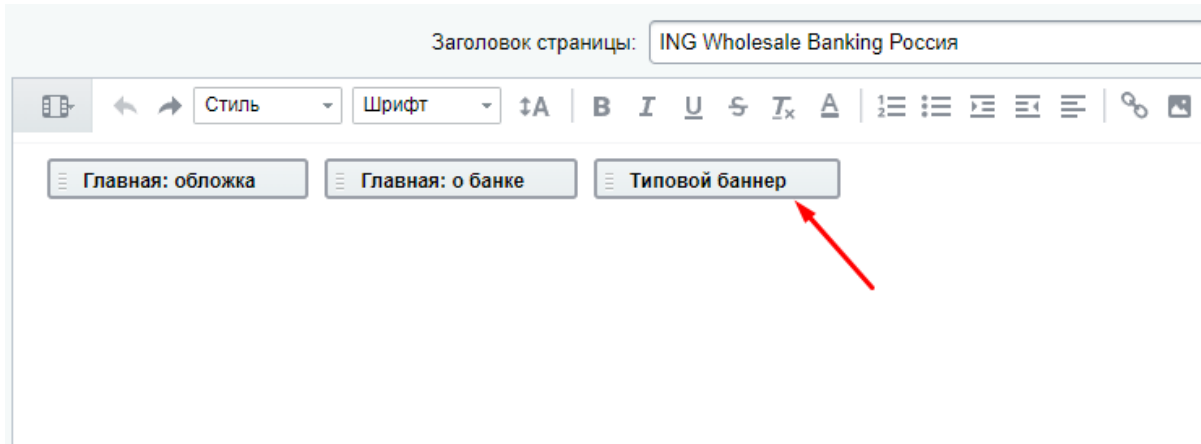 Заголовок страницы: ING Wholesale Banking Россия
Стиль Шрифт
Главная: обложка Главная: о банке Типовой баннер